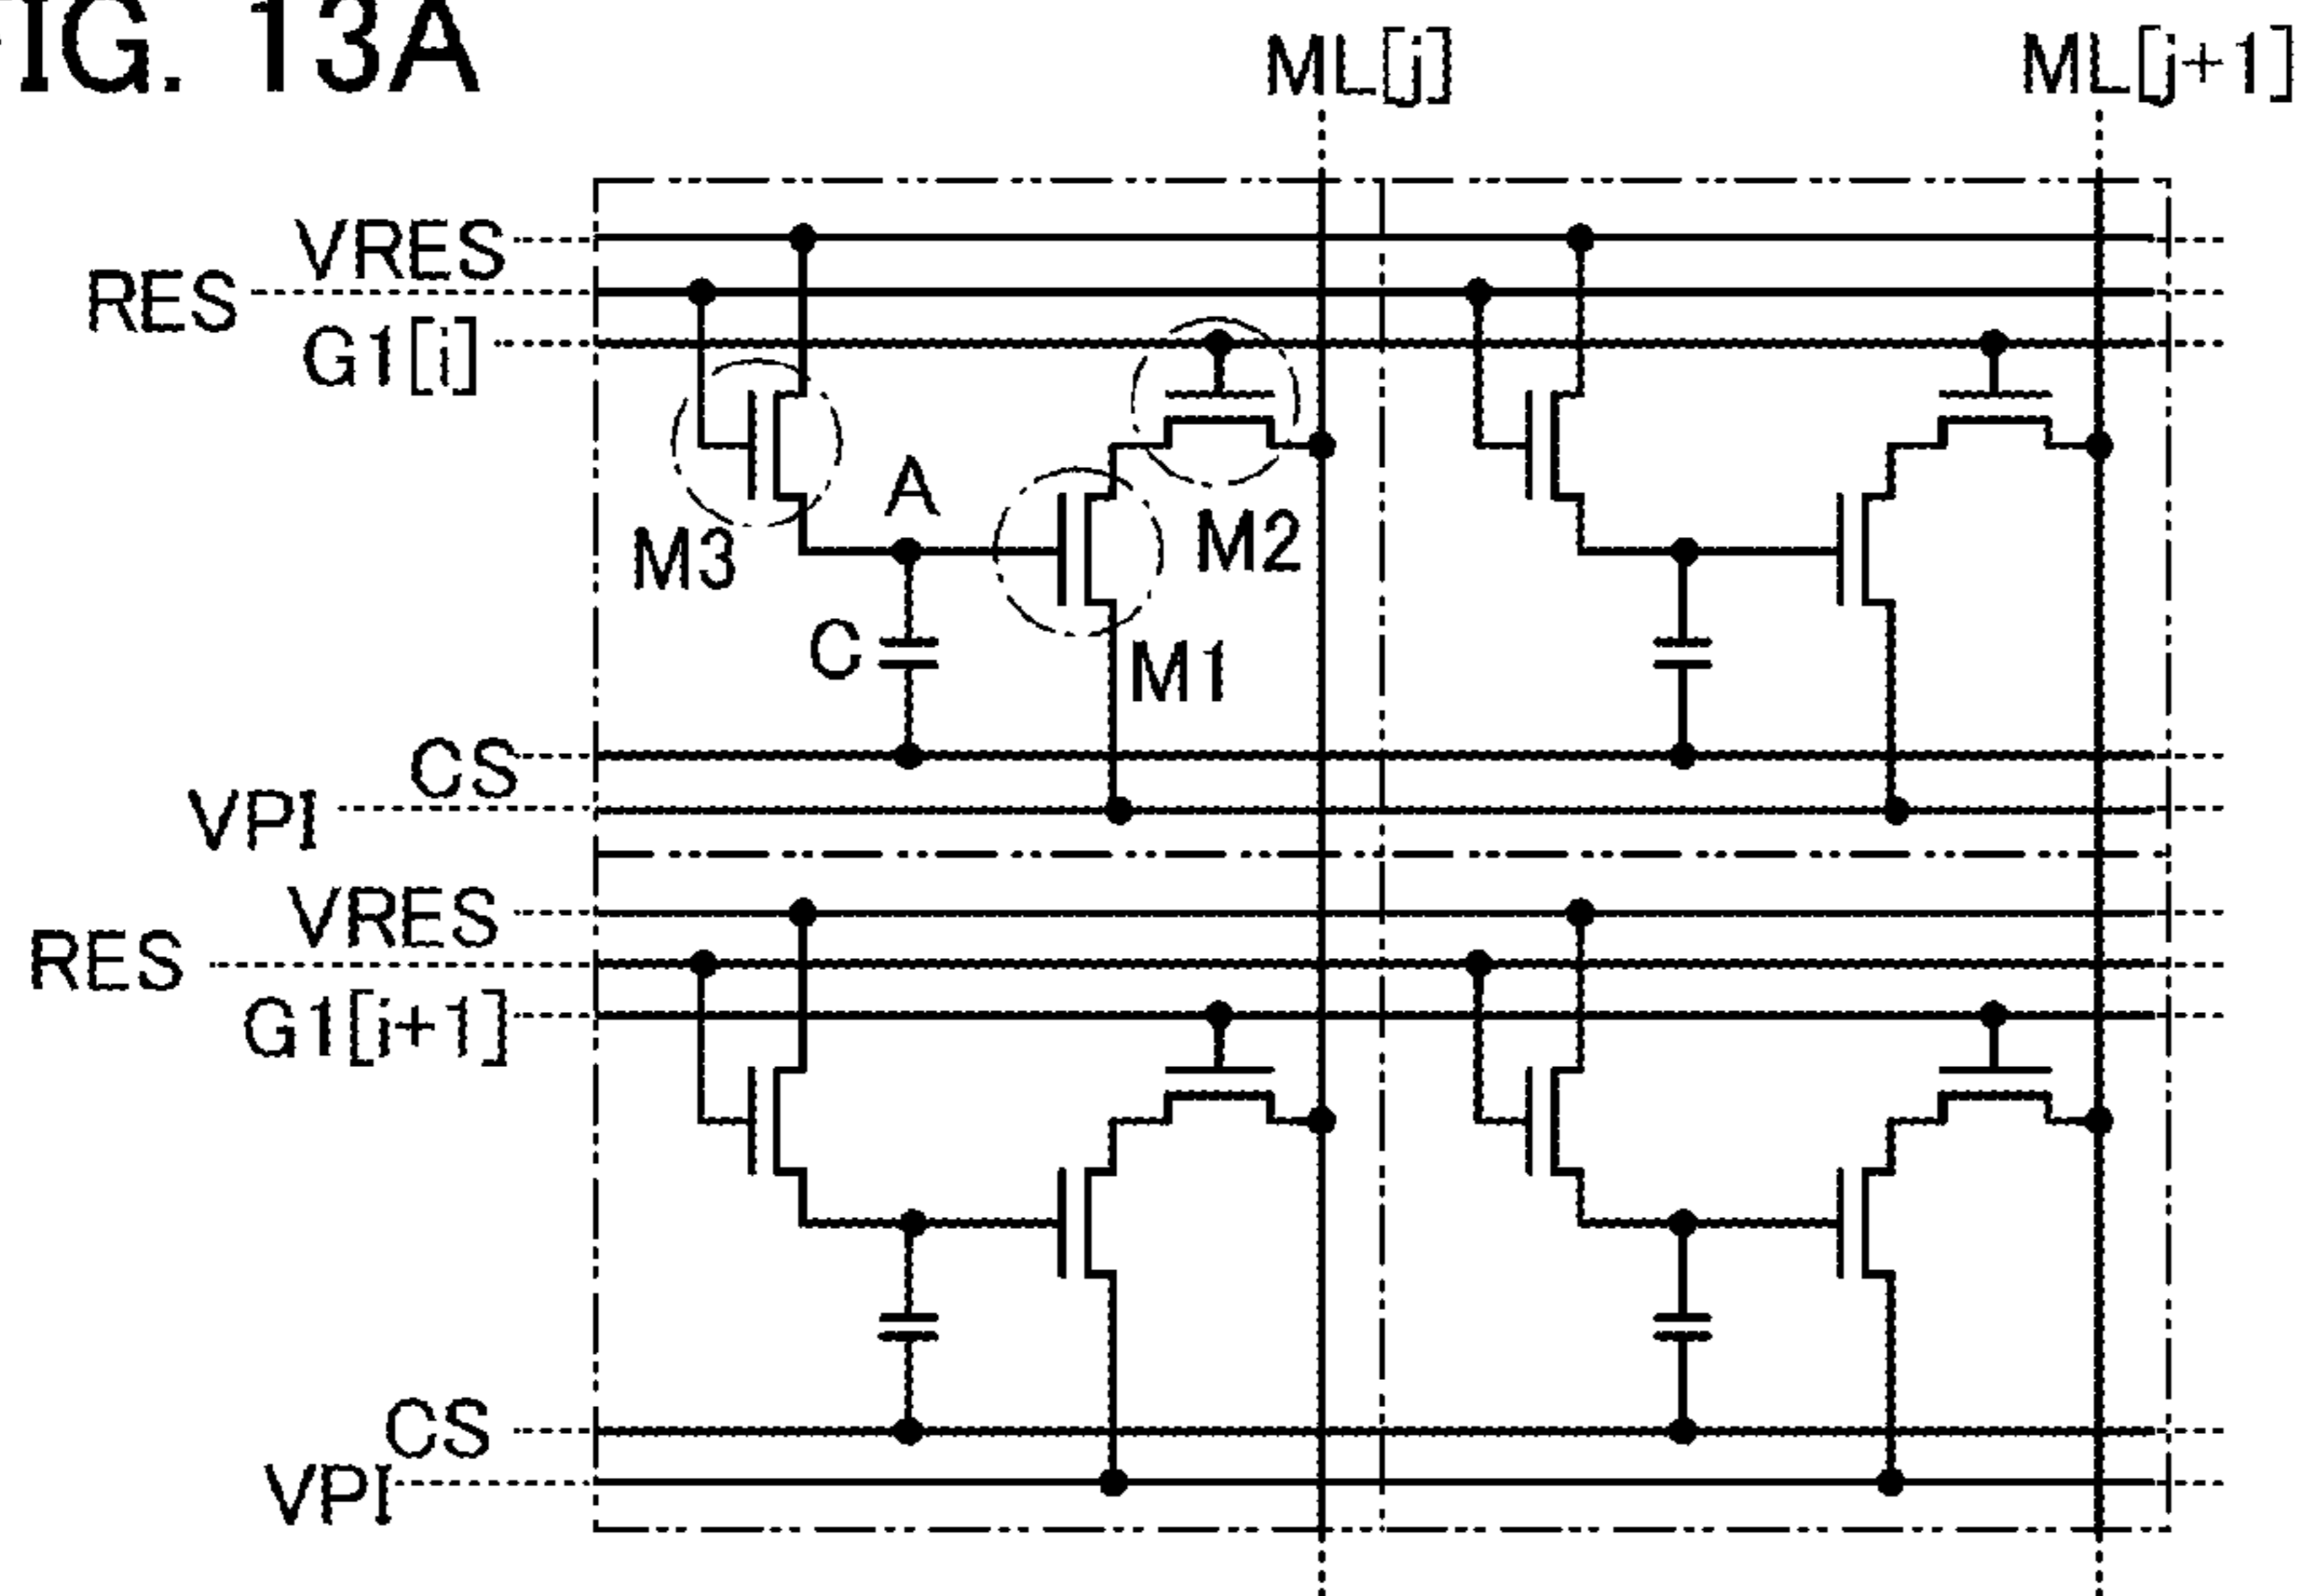 FIG. 13A
ML[j]
ML[j+1]
VRES
RES
G1[i]
A
M3
M2
C
M1
CS
VPI
VRES
RES
G1[i+1]
CS
VPI